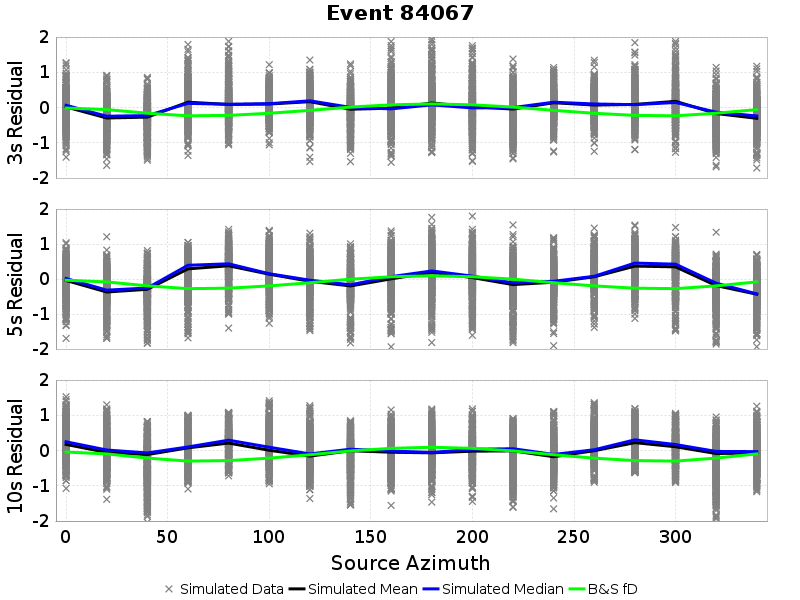 Event 84067
3s Residual
2
1
0
-1
-2
5s Residual
2
1
0
-1
-2
10s Residual
2
1
0
-1
-2
0 50 100 150 200 250 300
Source Azimuth
Simulated Data Simulated Mean Simulated Median B&S fD